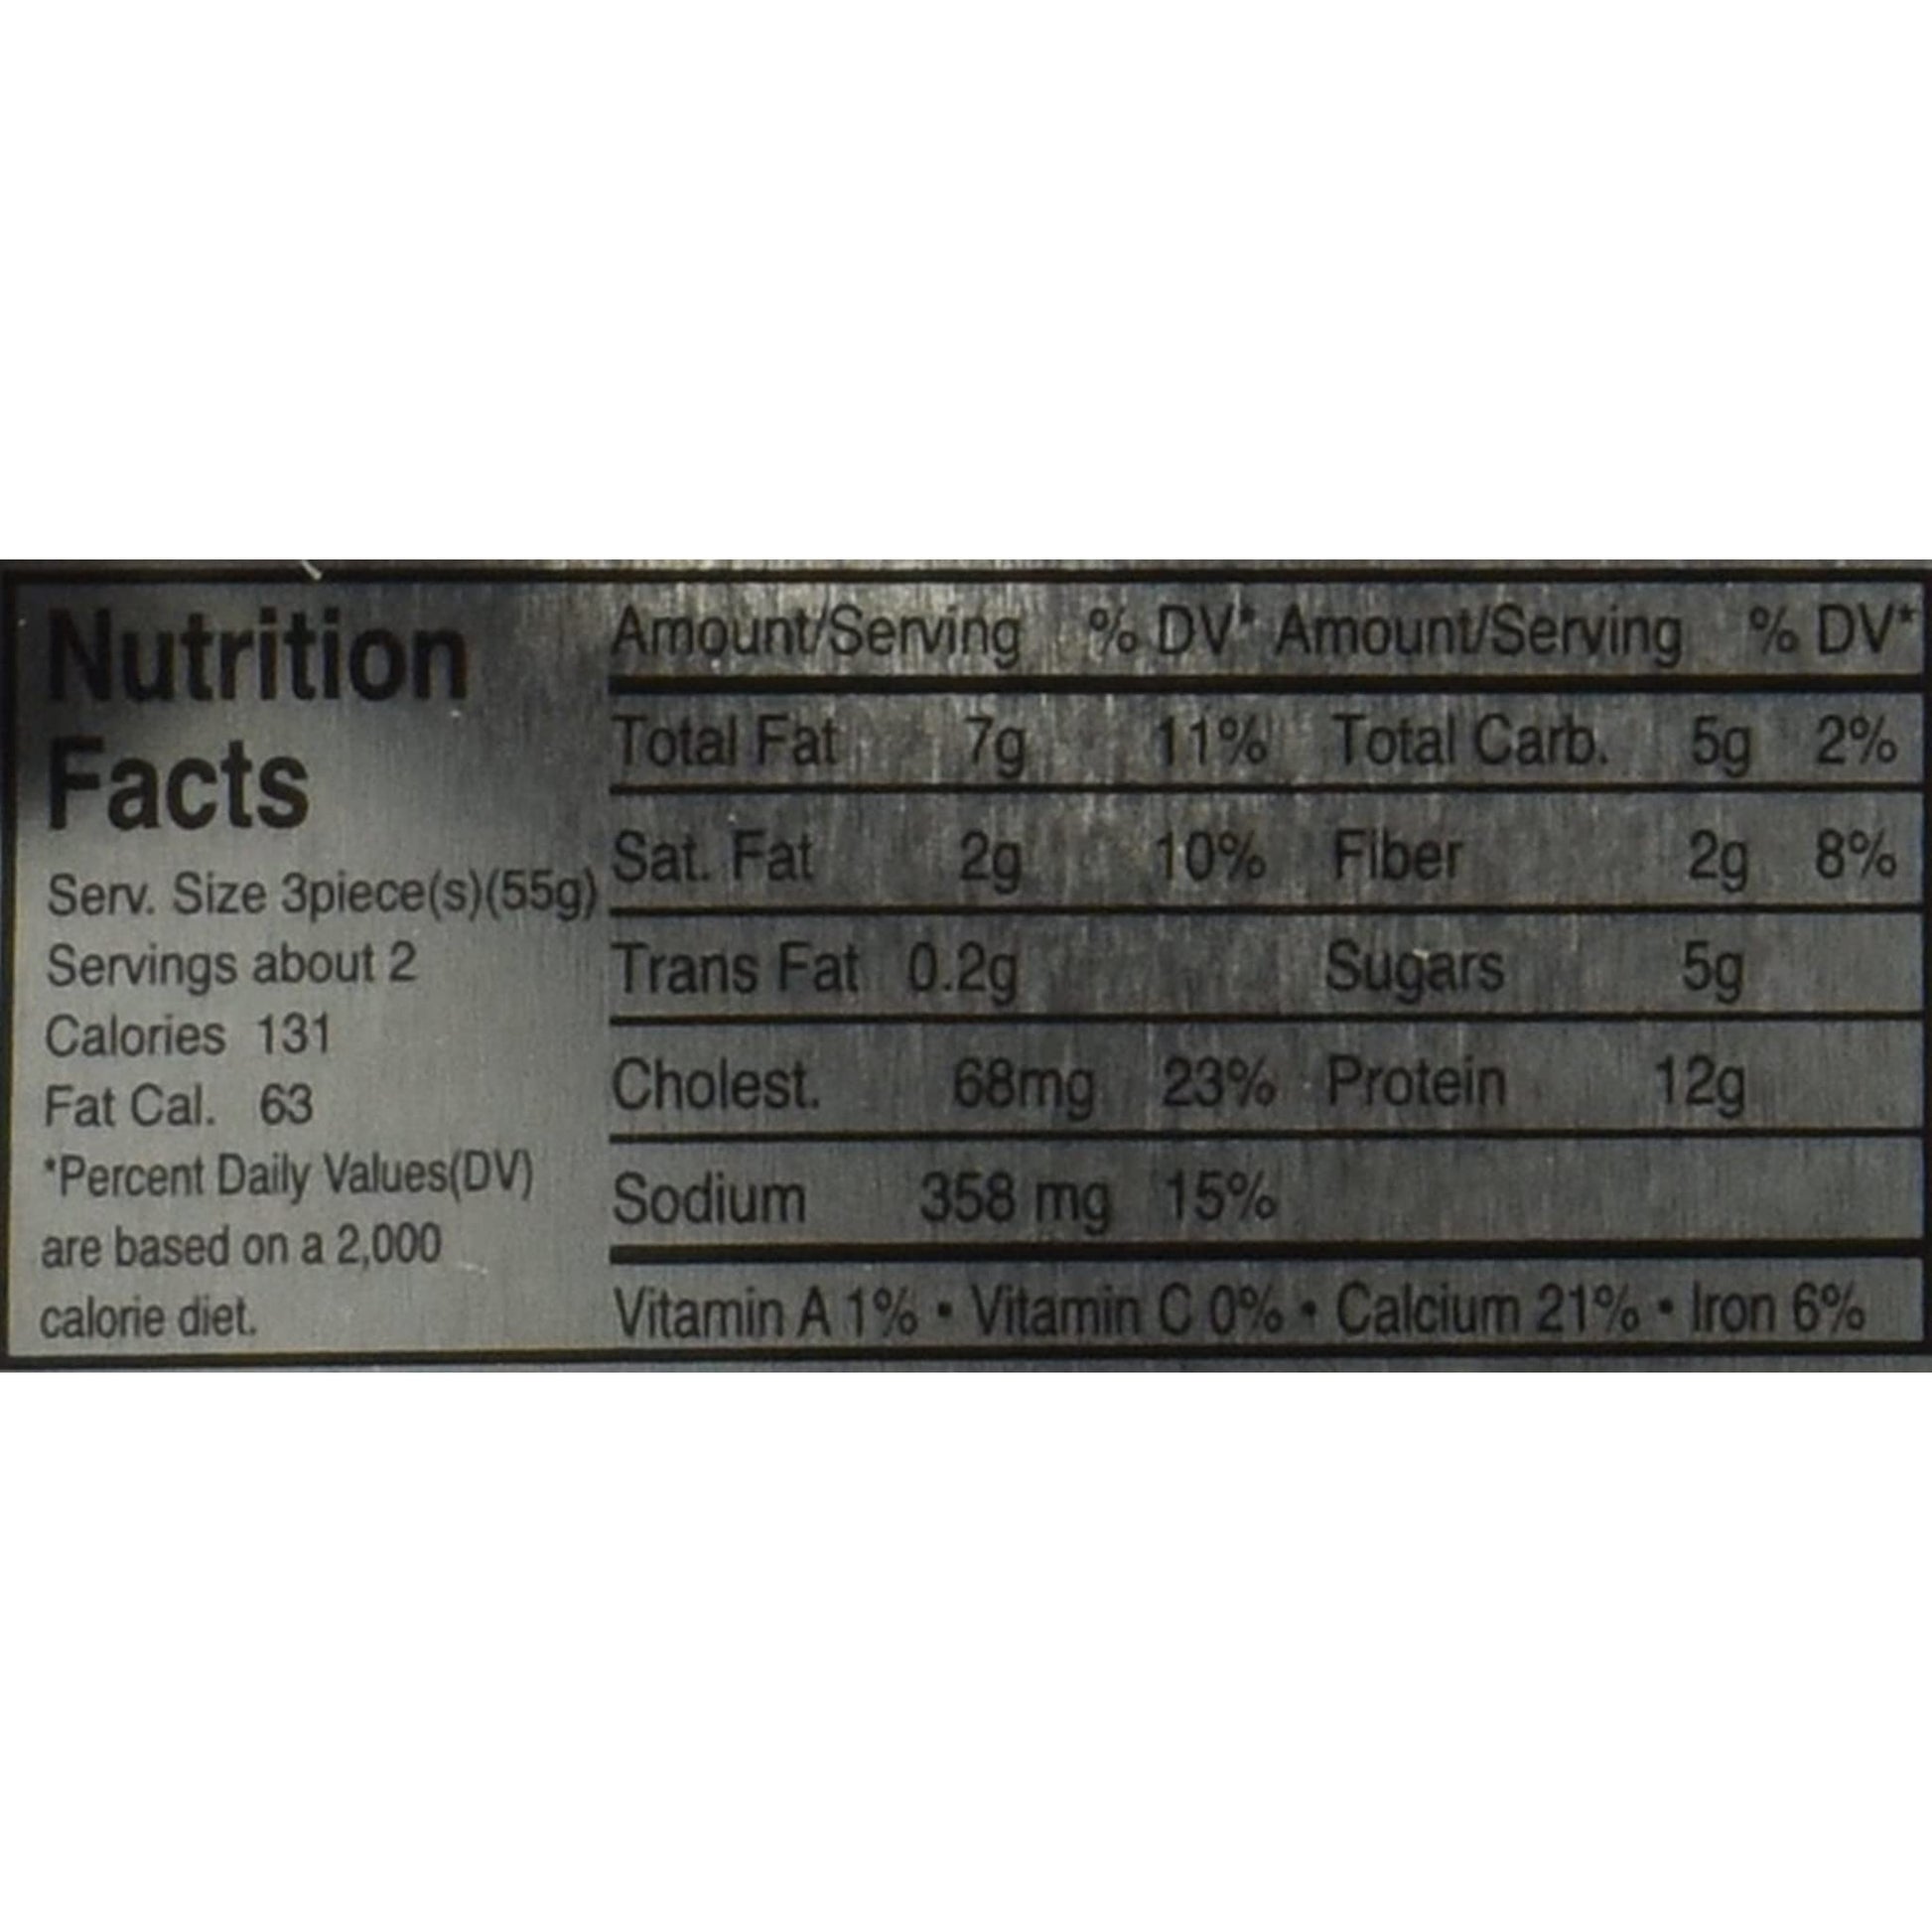 Nutrition
Facts
Serv. Size 3piece(s)(55g)
Servings about 2
Calories 131
Fat Cal. 63
*Percent Daily Values(DV)
are based on a 2,000
calorie diet.
Amount/Serving % DV* Amount/Serving % DV*
Total Fat 7g 11% Total Carb. 5g 2%
Sat. Fat 2g 10% Fiber 2g 8%
Trans Fat 0.2g Sugars 5g
Cholest. 68mg 23% Protein 12g
Sodium 358 mg 15%
Vitamin A 1% • Vitamin C 0% • Calcium 21% • Iron 6%